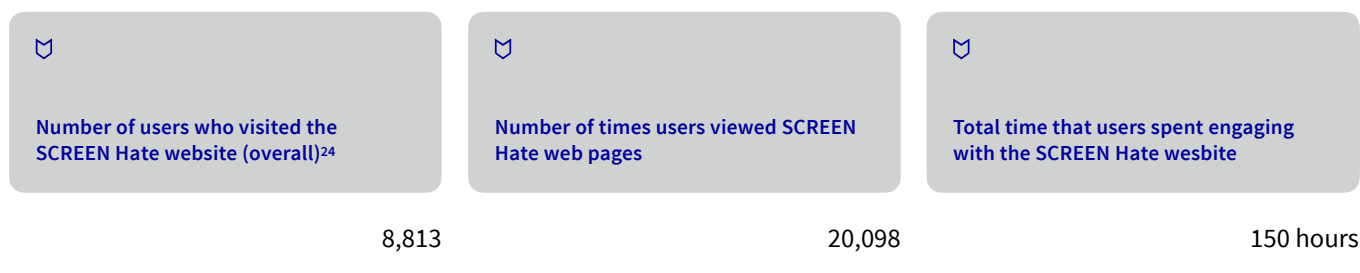 Number of users who visited the
SCREEN Hate website (overall)24
8,813
Number of times users viewed SCREEN
Hate web pages
20,098
Total time that users spent engaging
with the SCREEN Hate wesbite
150 hours